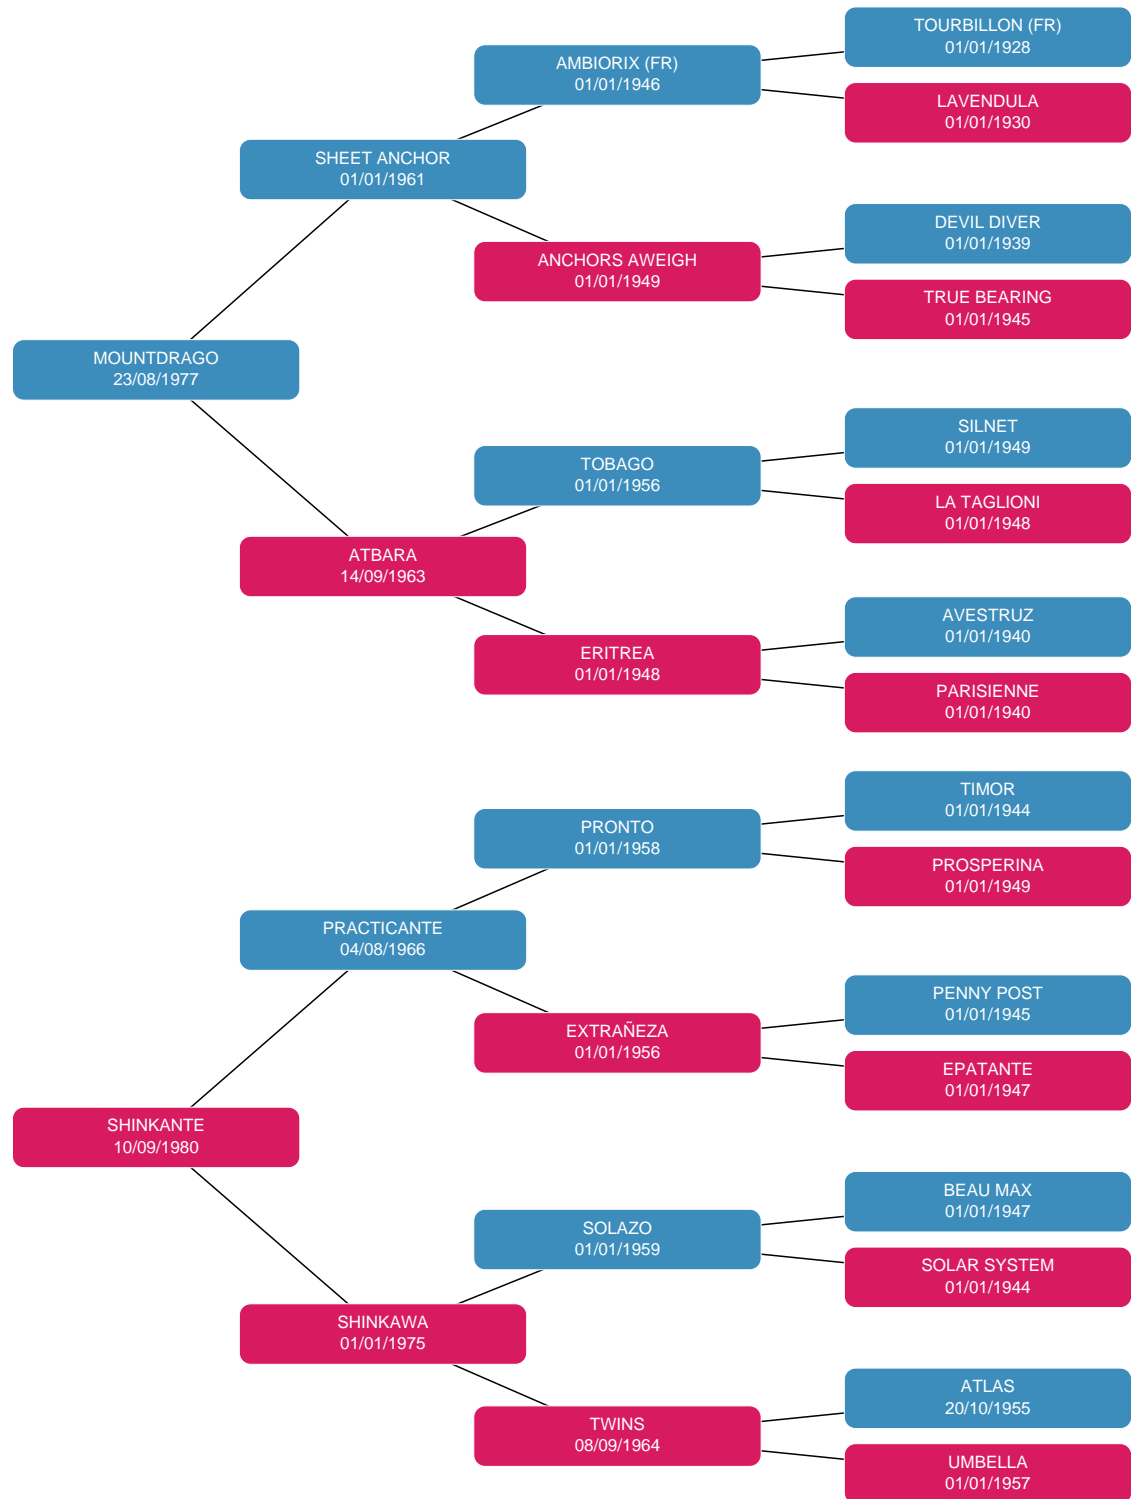 TOURBILLON (FR)
01/01/1928
AMBIORIX (FR)
01/01/1946
LAVENDULA
01/01/1930
SHEET ANCHOR
01/01/1961
DEVIL DIVER
01/01/1939
ANCHORS AWEIGH
01/01/1949
TRUE BEARING
01/01/1945
MOUNTDRAGO
23/08/1977
SILNET
01/01/1949
TOBAGO
01/01/1956
LA TAGLIONI
01/01/1948
ATBARA
14/09/1963
AVESTRUZ
01/01/1940
ERITREA
01/01/1948
PARISIENNE
01/01/1940
TIMOR
01/01/1944
PRONTO
01/01/1958
PROSPERINA
01/01/1949
PRACTICANTE
04/08/1966
PENNY POST
01/01/1945
EXTRAÑEZA
01/01/1956
EPATANTE
01/01/1947
SHINKANTE
10/09/1980
BEAU MAX
01/01/1947
SOLAZO
01/01/1959
SOLAR SYSTEM
01/01/1944
SHINKAWA
01/01/1975
ATLAS
20/10/1955
TWINS
08/09/1964
UMBELLA
01/01/1957